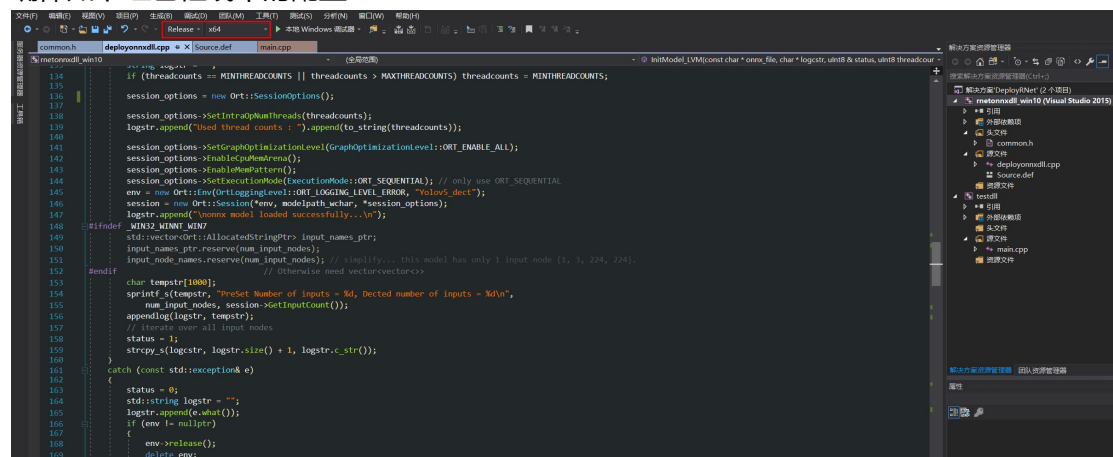 文件(F) 编辑(E) 视图(V) 项目(P) 生成(B) 调试(D) 团队(M) 工具(T) 测试(S) 分析(N) 窗口(W) 帮助(H)
Release x64 本地 Windows 调试器
common.h deployonnxdll.cpp Source.def main.cpp
rnetonnxdll_win10 (全局范围) InitModel_LVM(const char * onnx_file, char * logcstr, uInt8 & status, uInt8 threadcour
134 if (threadcounts == MINTHREADCOUNTS || threadcounts > MAXTHREADCOUNTS) threadcounts = MINTHREADCOUNTS;
135
136 session_options = new Ort::SessionOptions();
137
138 session_options->SetIntraOpNumThreads(threadcounts);
139 logstr.append("Used thread counts : ").append(to_string(threadcounts));
140
141 session_options->SetGraphOptimizationLevel(GraphOptimizationLevel::ORT_ENABLE_ALL);
142 session_options->EnableCpuMemArena();
143 session_options->EnableMemPattern();
144 session_options->SetExecutionMode(ExecutionMode::ORT_SEQUENTIAL); // only use ORT_SEQUENTIAL
145 env = new Ort::Env(OrtLoggingLevel::ORT_LOGGING_LEVEL_ERROR, "Yolov5_dect");
146 session = new Ort::Session(*env, modelpath_wchar, *session_options);
147 logstr.append("\nonnx model loaded successfully...\n");
148 #ifndef _WIN32_WINNT_WIN7
149 std::vector<Ort::AllocatedStringPtr> input_names_ptr;
150 input_names_ptr.reserve(num_input_nodes);
151 input_node_names.reserve(num_input_nodes); // simplify... this model has only 1 input node {1, 3, 224, 224}.
152 #endif // Otherwise need vector<vector<>>
153 char tempstr[1000];
154 sprintf_s(tempstr, "PreSet Number of inputs = %d, Dected number of inputs = %d\n",
155 num_input_nodes, session->GetInputCount());
156 appendlog(logstr, tempstr);
157 // iterate over all input nodes
158 status = 1;
159 strcpy_s(logcstr, logstr.size() + 1, logstr.c_str());
160 }
161 catch (const std::exception& e)
162 {
163 status = 0;
164 std::string logstr = "";
165 logstr.append(e.what());
166 if (env != nullptr)
167 {
168 env->release();
169 delete env;
解决方案资源管理器
搜索解决方案资源管理器(Ctrl+;)
解决方案'DeployRNet' (2 个项目)
rnetonnxdll_win10 (Visual Studio 2015)
引用
外部依赖项
头文件
common.h
源文件
deployonnxdll.cpp
Source.def
资源文件
testdll
引用
外部依赖项
头文件
源文件
main.cpp
资源文件
解决方案资源管理器 团队资源管理器
属性